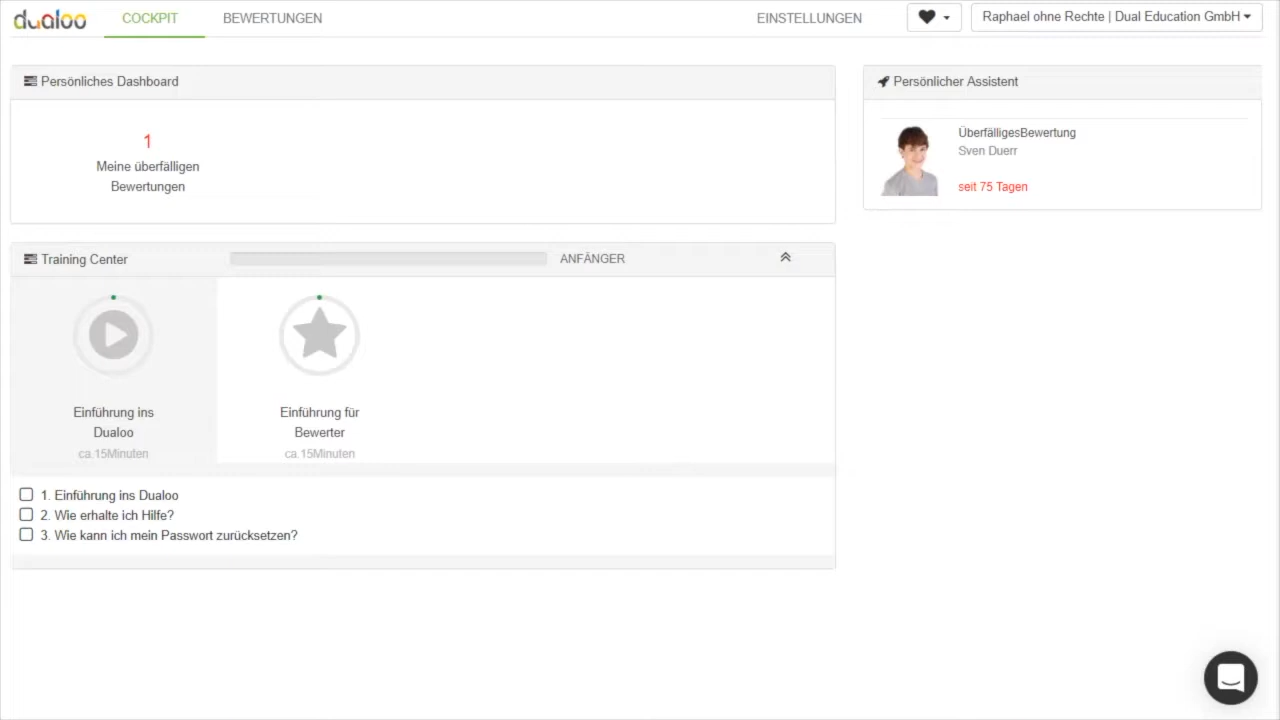 dualoo
COCKPIT
BEWERTUNGEN
EINSTELLUNGEN
Raphael ohne Rechte | Dual Education GmbH
Persönliches Dashboard
1
Meine überfälligen
Bewertungen
Persönlicher Assistent
ÜberfälligesBewertung
Sven Duerr
seit 75 Tagen
Training Center
ANFÄNGER
Einführung ins
Dualoo
ca.15Minuten
Einführung für
Bewerter
ca.15Minuten
1. Einführung ins Dualoo
2. Wie erhalte ich Hilfe?
3. Wie kann ich mein Passwort zurücksetzen?